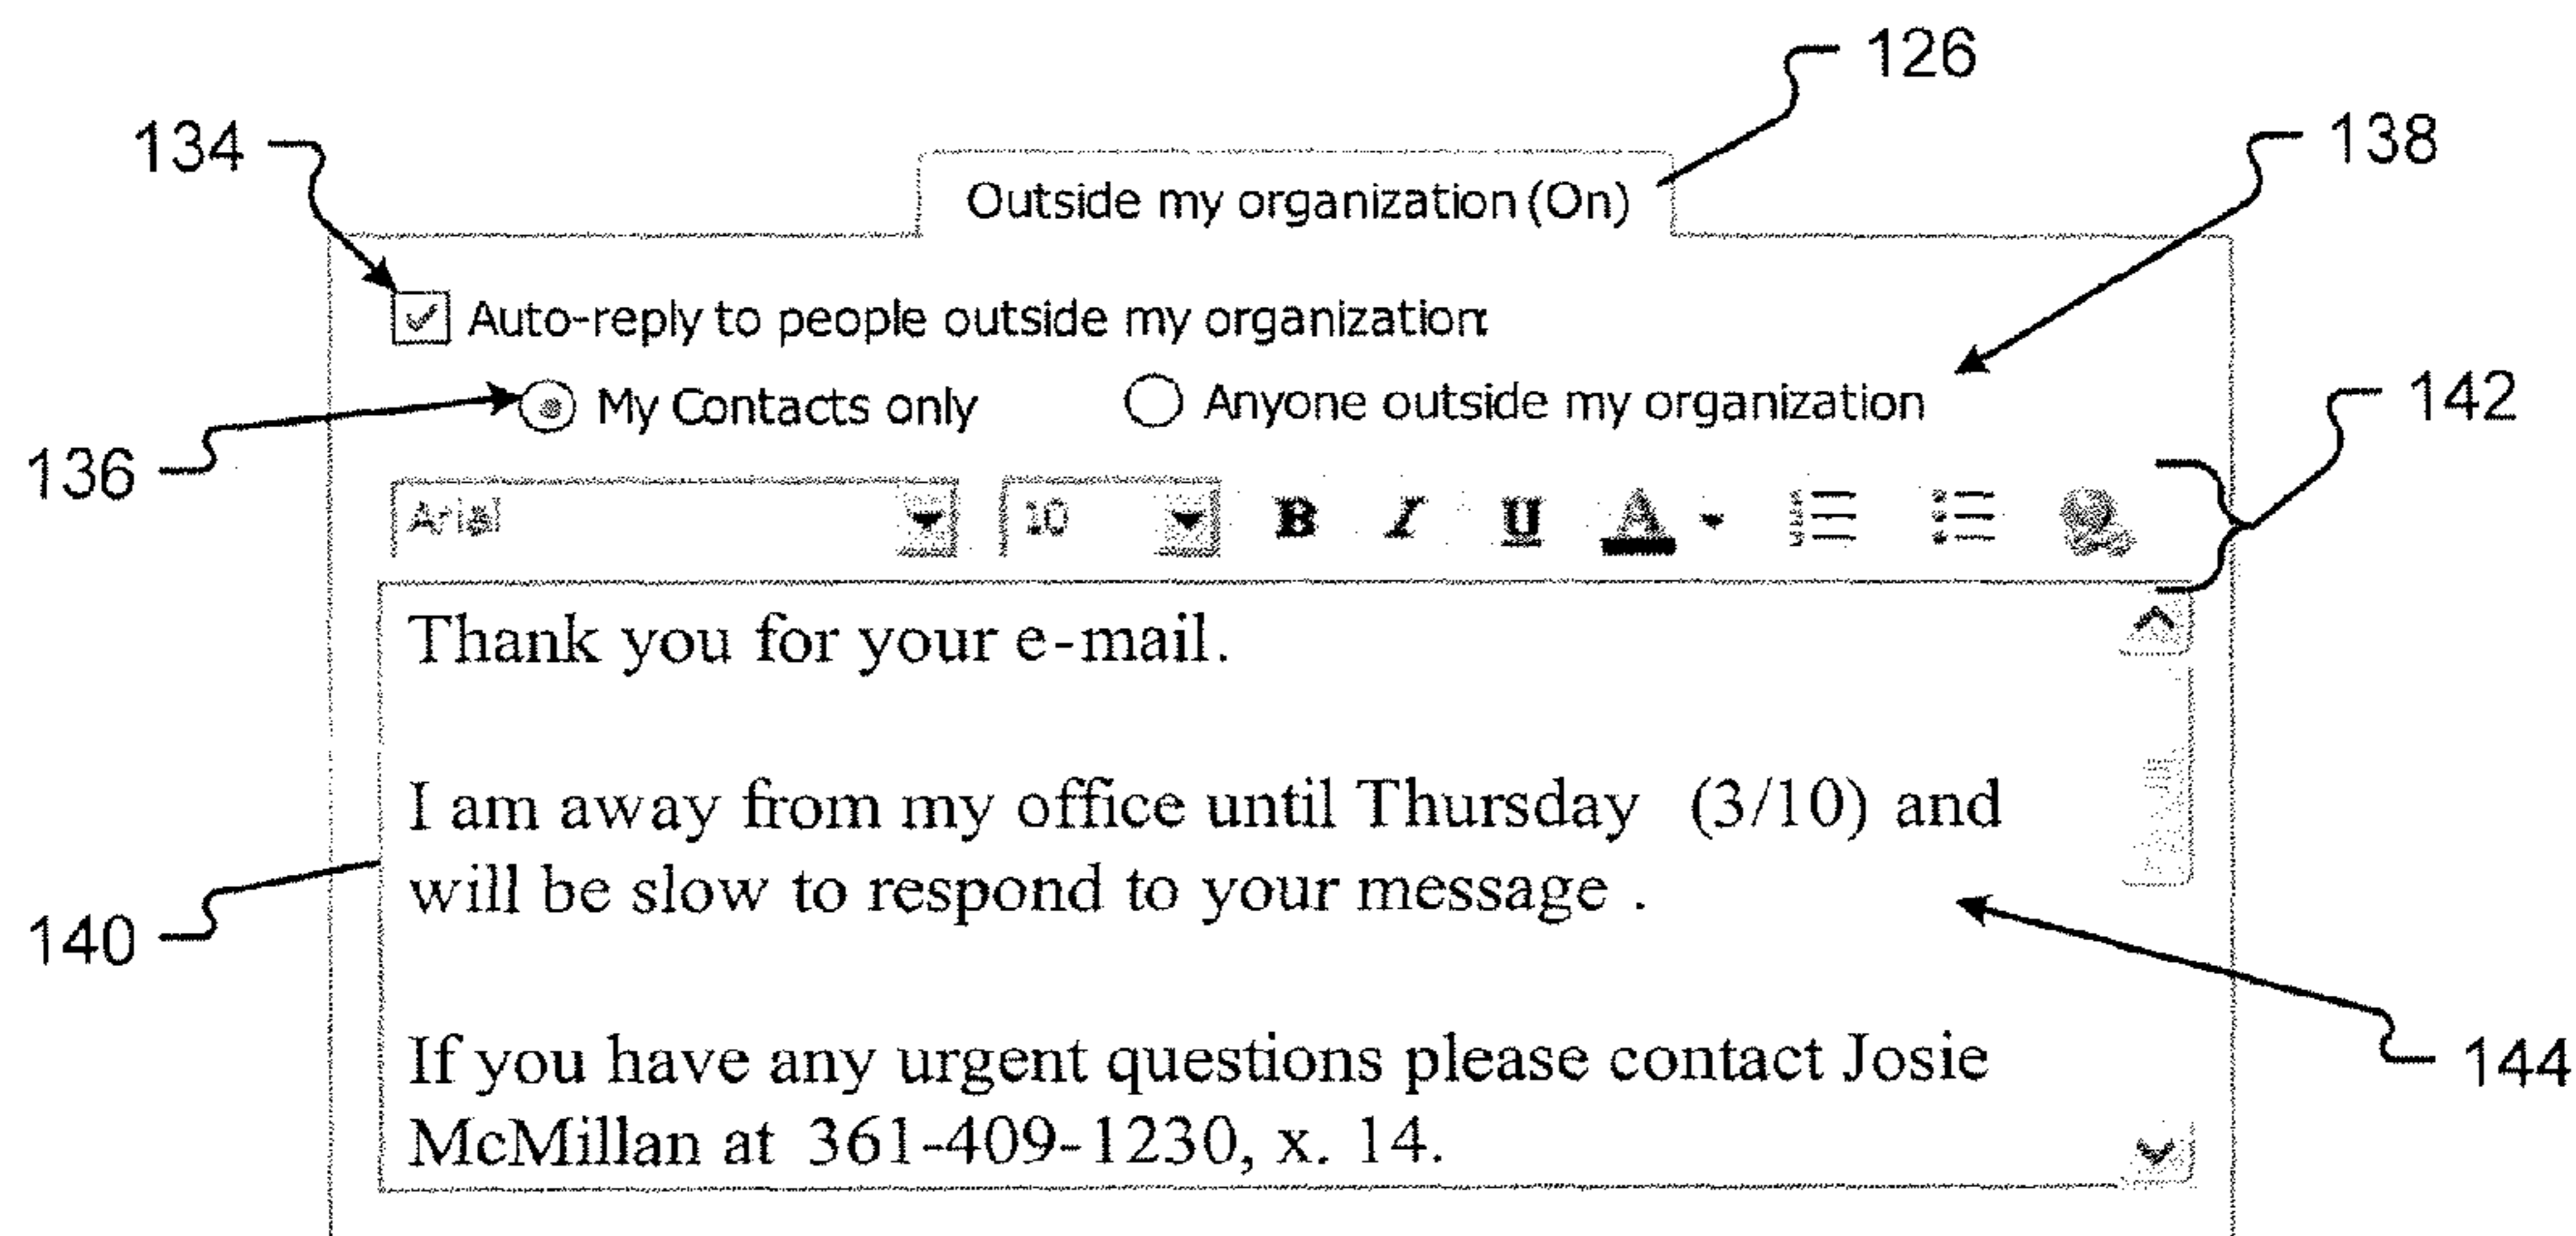 126
134
138
Outside my organization (On)
Auto-reply to people outside my organization:
My Contacts only Anyone outside my organization
142
136
Arial 10 B I U A
Thank you for your e-mail.
I am away from my office until Thursday (3/10) and
will be slow to respond to your message .
140
If you have any urgent questions please contact Josie
144
McMillan at 361-409-1230, x. 14.